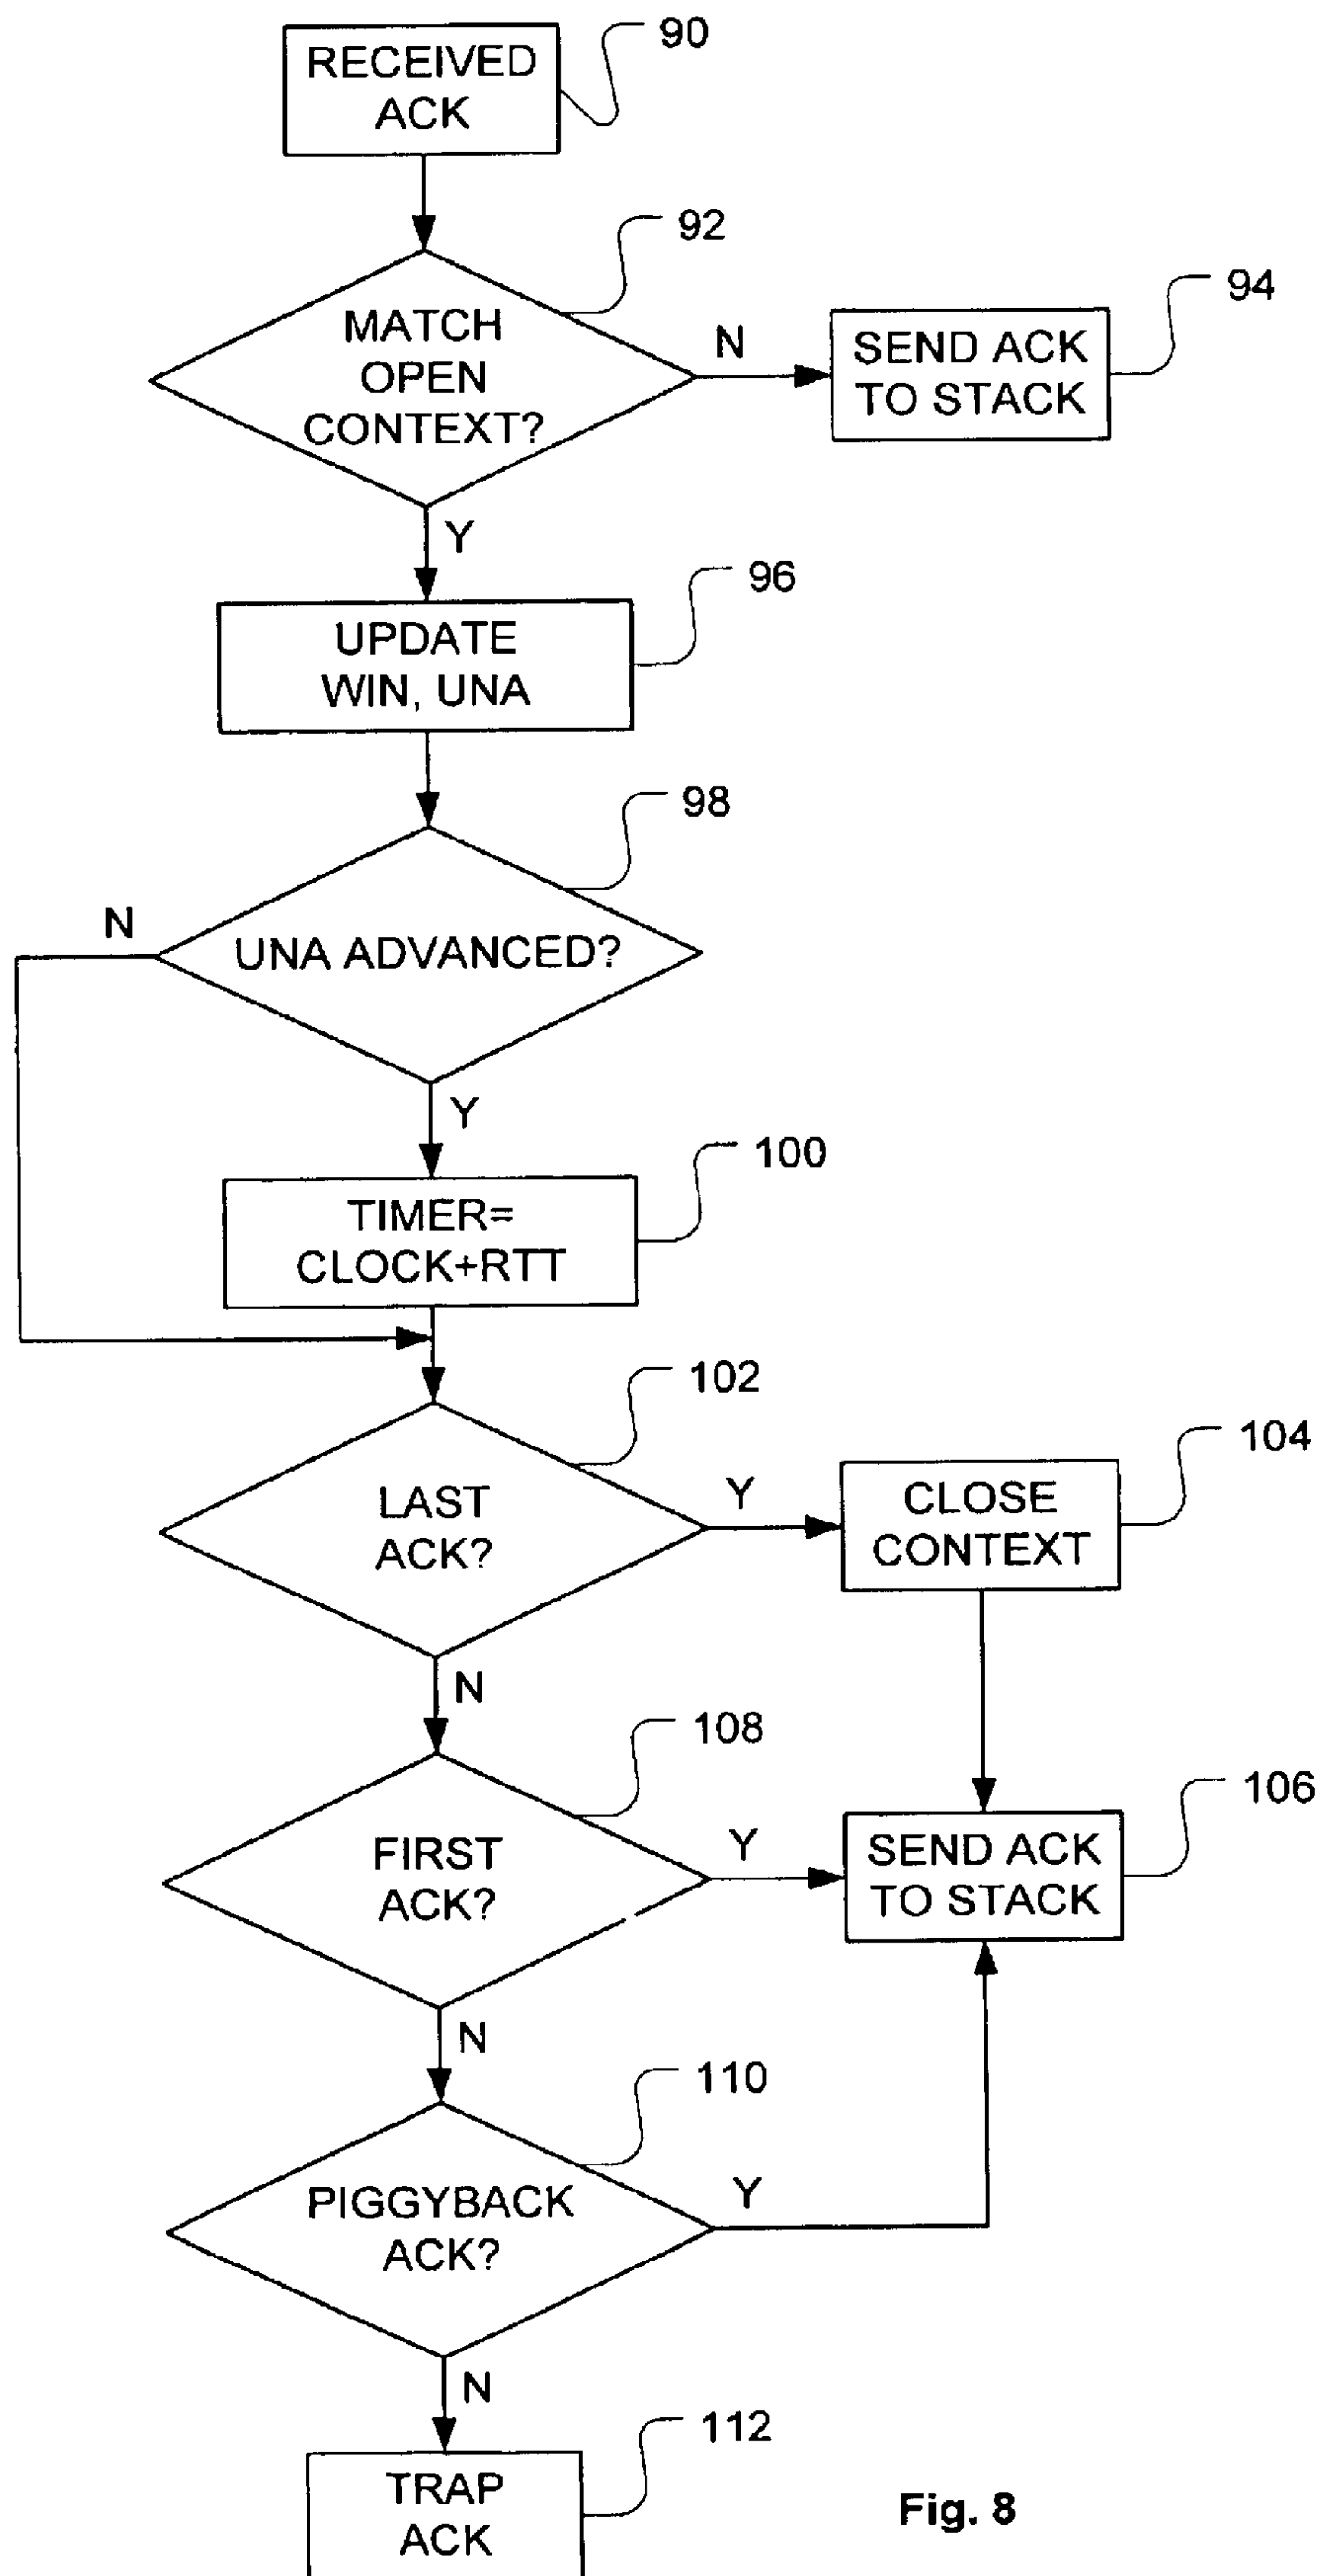 RECEIVED
ACK
90
92
MATCH
OPEN
CONTEXT?
N
SEND ACK
TO STACK
94
Y
UPDATE
WIN, UNA
96
98
N
UNA ADVANCED?
Y
100
TIMER=
CLOCK+RTT
102
LAST
ACK?
Y
CLOSE
CONTEXT
104
N
108
FIRST
ACK?
Y
SEND ACK
TO STACK
106
N
110
PIGGYBACK
ACK?
Y
N
112
TRAP
ACK
Fig. 8